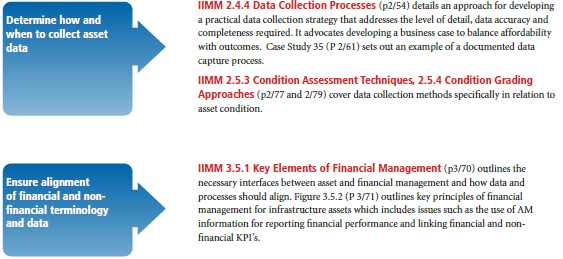 Determine how and
when to collect asset
data
IIMM 2.4.4 Data Collection Processes (p2/54) details an approach for developing
a practical data collection strategy that addresses the level of detail, data accuracy and
completeness required. It advocates developing a business case to balance affordability
with outcomes. Case Study 35 (P 2/61) sets out an example of a documented data
capture process.
IIMM 2.5.3 Condition Assessment Techniques, 2.5.4 Condition Grading
Approaches (p2/77 and 2/79) cover data collection methods specifically in relation to
asset condition.
Ensure alignment
of financial and non-
financial terminology
and data
IIMM 3.5.1 Key Elements of Financial Management (p3/70) outlines the
necessary interfaces between asset and financial management and how data and
processes should align. Figure 3.5.2 (P 3/71) outlines key principles of financial
management for infrastructure assets which includes issues such as the use of AM
information for reporting financial performance and linking financial and non-
financial KPI's.